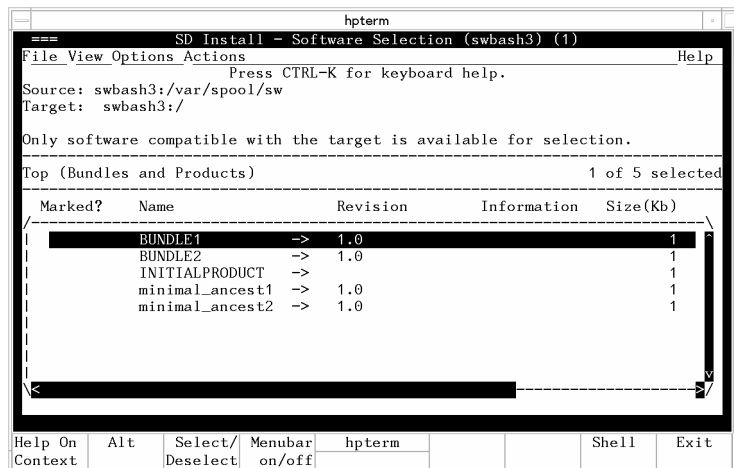 hpterm
=== SD Install - Software Selection (swbash3) (1)
File View Options Actions Help
Press CTRL-K for keyboard help.
Source: swbash3:/var/spool/sw
Target: swbash3:/
Only software compatible with the target is available for selection.
Top (Bundles and Products) 1 of 5 selected
Marked? Name Revision Information Size(Kb)
BUNDLE1 -> 1.0 1
BUNDLE2 -> 1.0 1
INITIALPRODUCT -> 1
minimal_ancest1 -> 1.0 1
minimal_ancest2 -> 1.0 1
Help On Alt Select/ Menubar hpterm Shell Exit
Context Deselect on/off